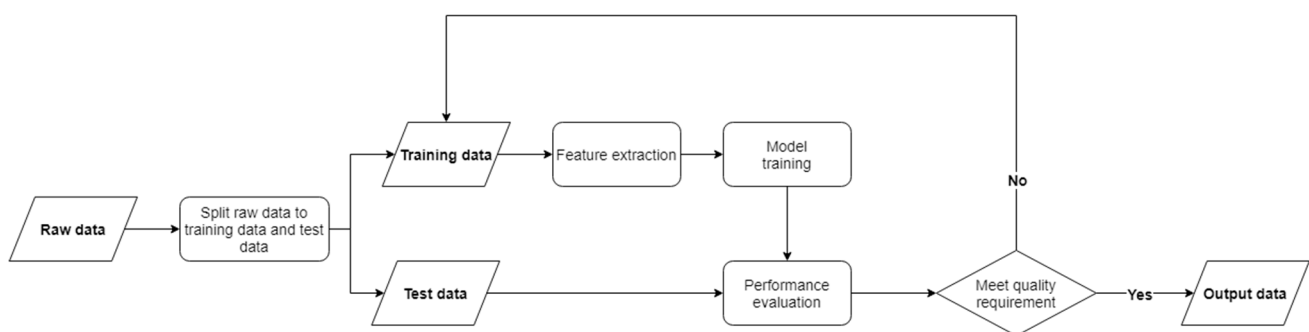 Raw data
Split raw data to
training data and test
data
Training data
Feature extraction
Model
training
Test data
Performance
evaluation
Meet quality
requirement
No
Yes
Output data